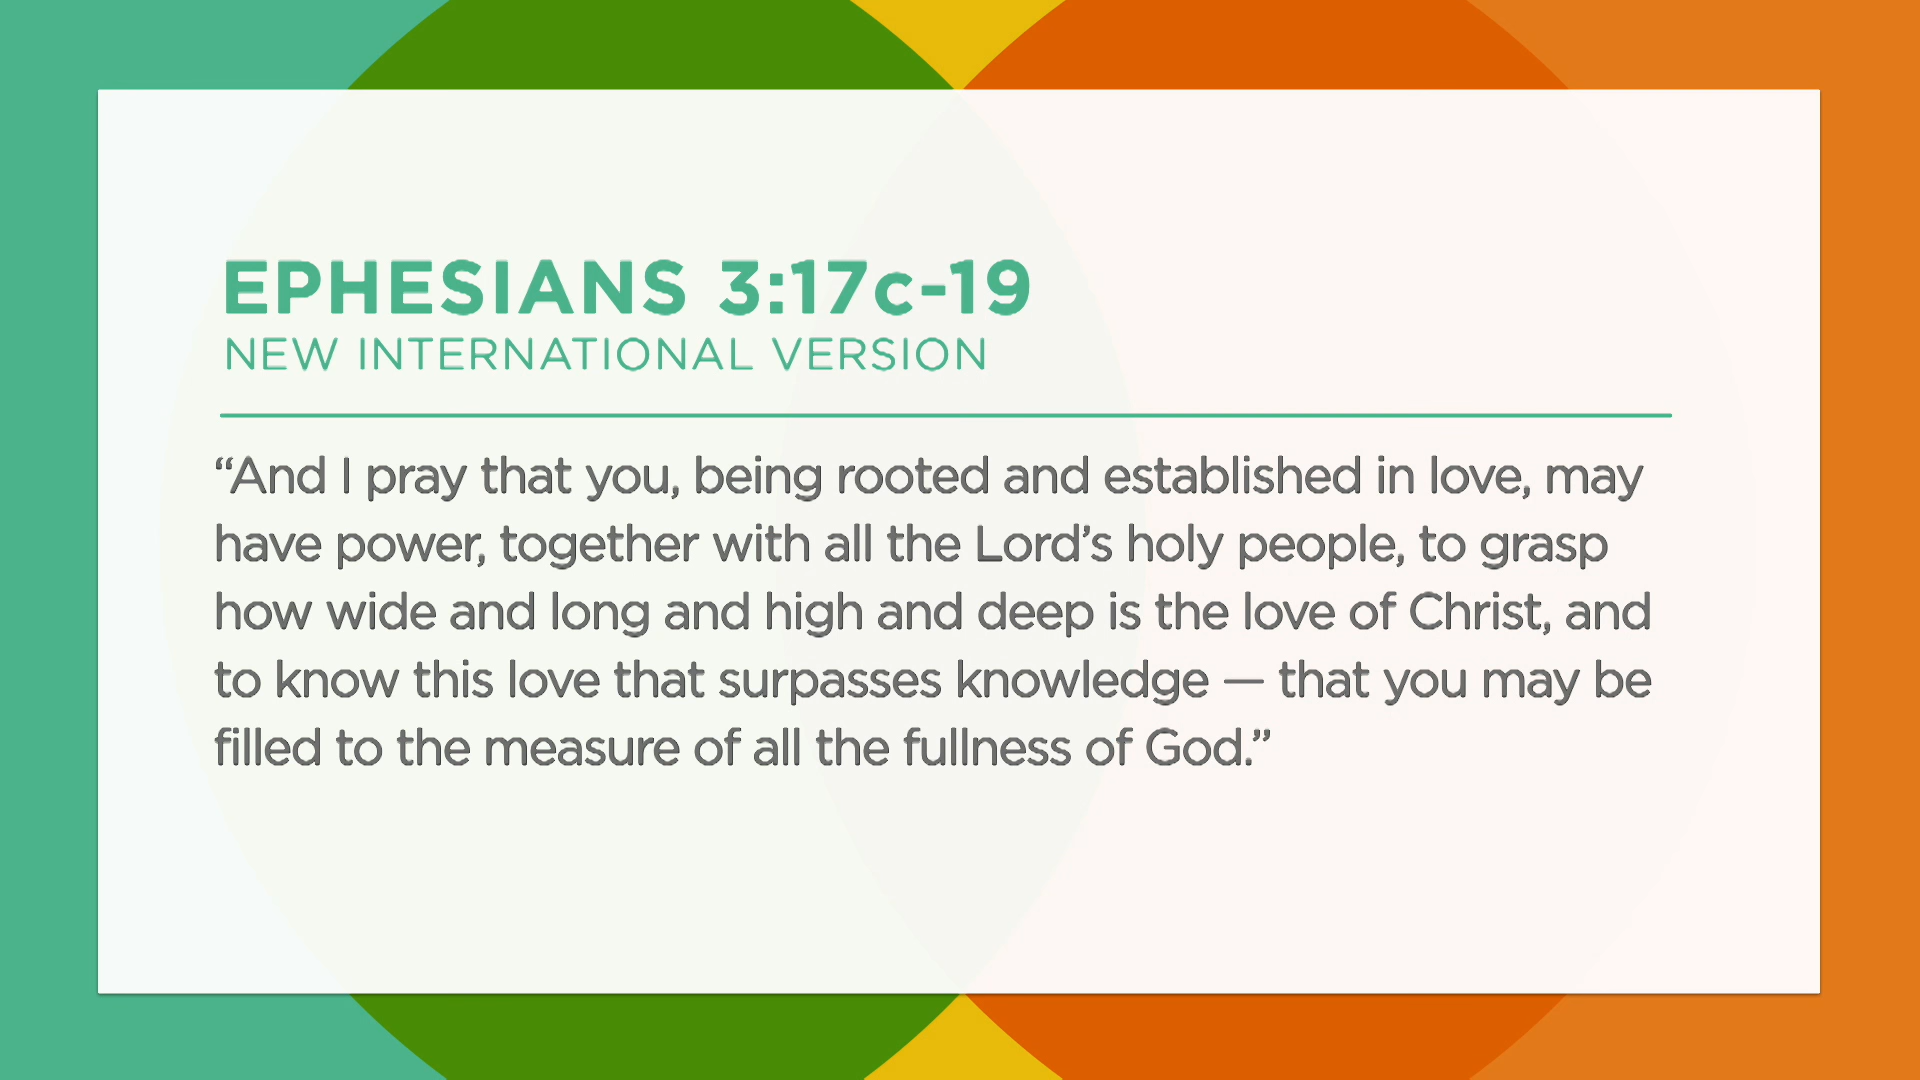 EPHESIANS 3:17c-19
NEW INTERNATIONAL VERSION
“And I pray that you, being rooted and established in love, may
have power, together with all the Lord’s holy people, to grasp
how wide and long and high and deep is the love of Christ, and
to know this love that surpasses knowledge — that you may be
filled to the measure of all the fullness of God.”